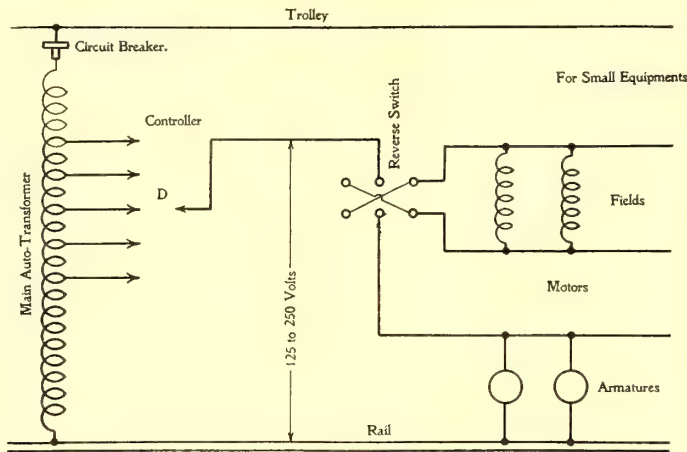 Trolley
Circuit Breaker.
For Small Equipments
Controller
Reverse Switch
D
Fields
Main Auto-Transformer
Motors
125 to 250 Volts
Armatures
Rail